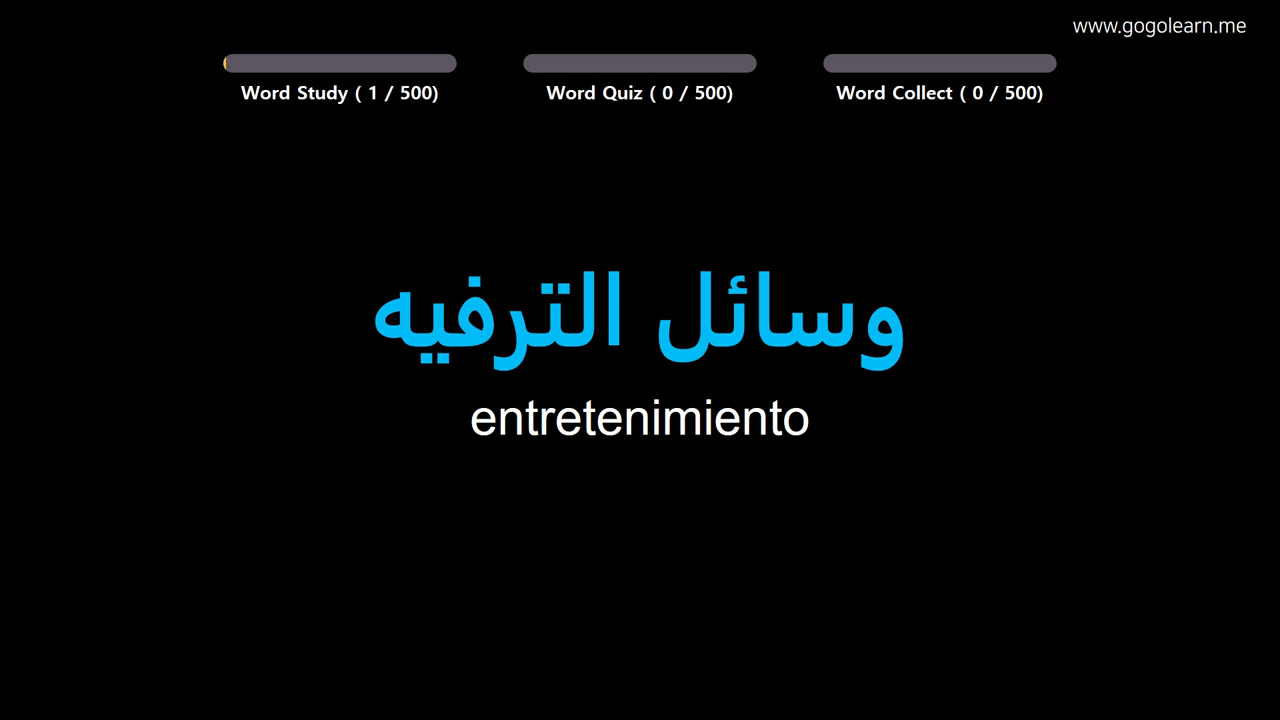 www.gogolearn.me
Word Study ( 1 / 500)
Word Quiz ( 0 / 500)
Word Collect ( 0 / 500)
وسائل الترفيه
entretenimiento